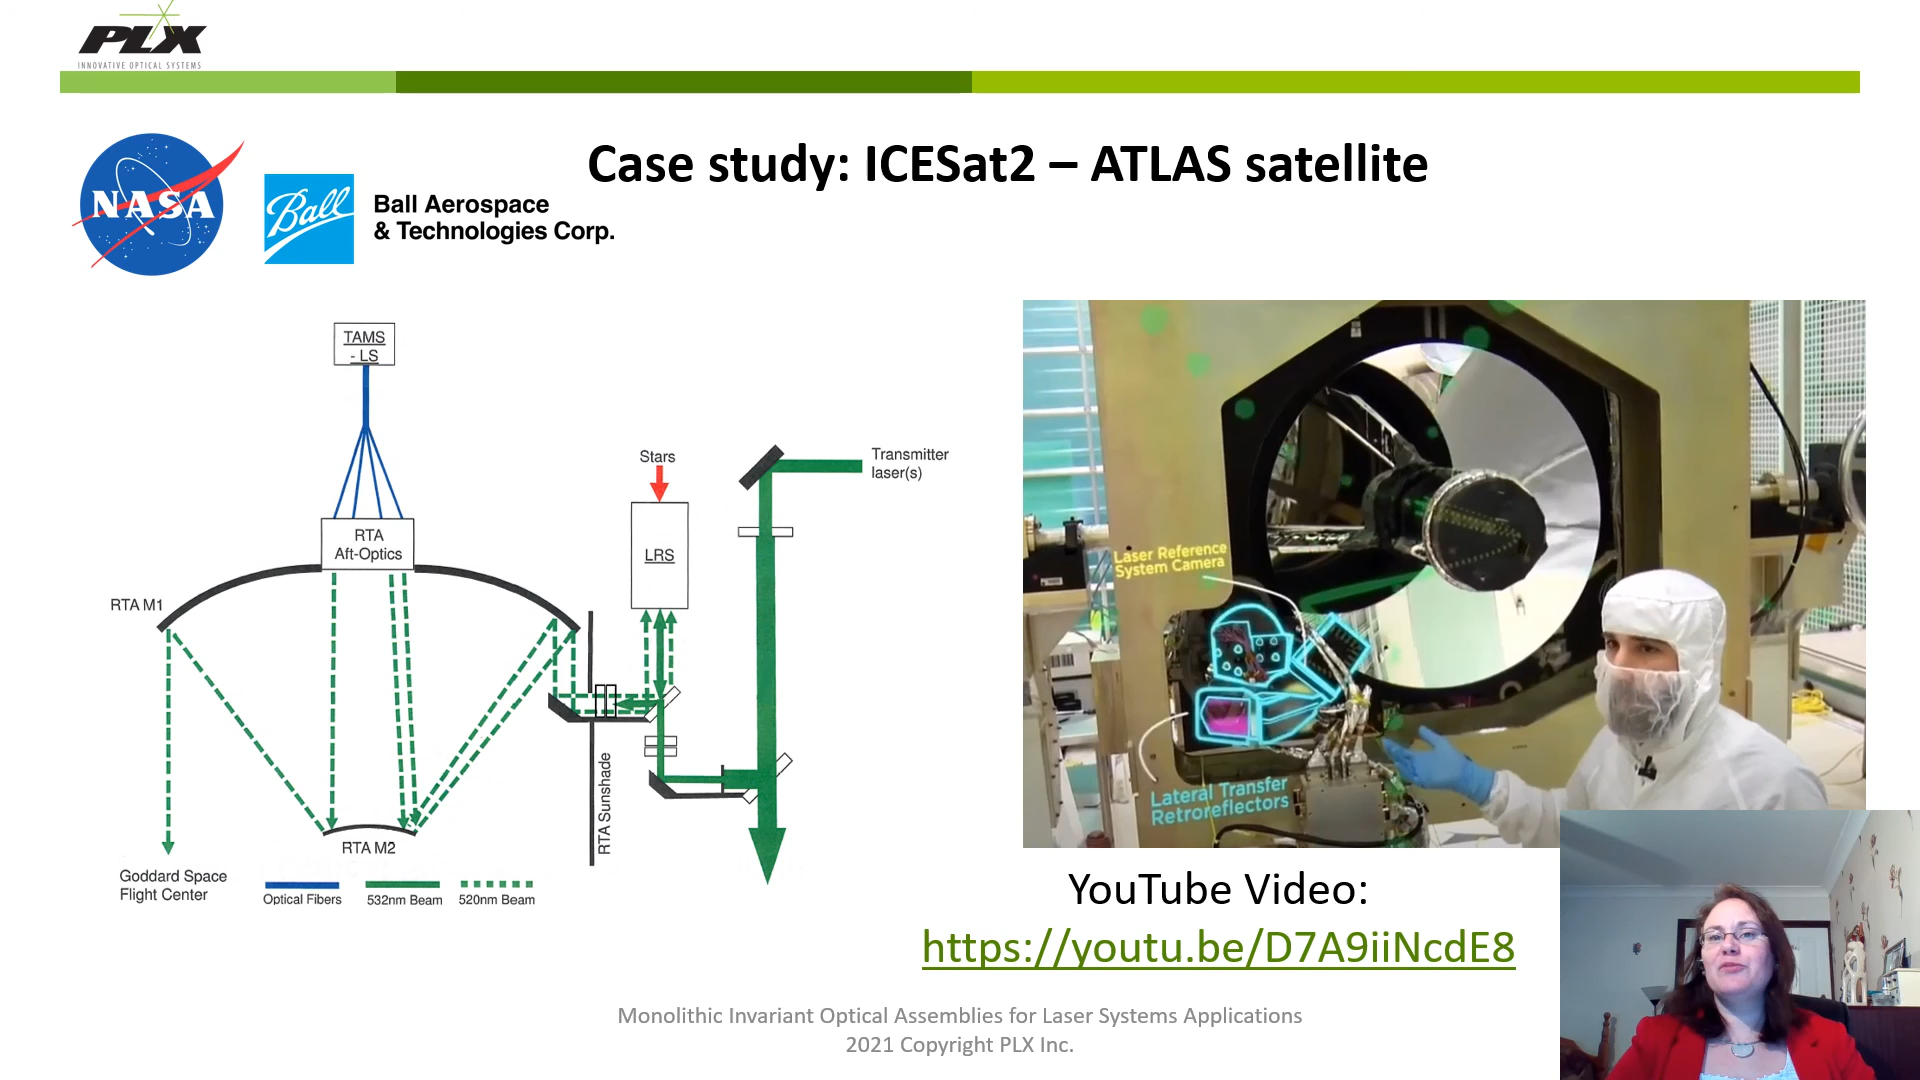 PLX
INNOVATIVE OPTICAL SYSTEMS
Case study: ICESat2 – ATLAS satellite
NASA
Ball
Ball Aerospace
& Technologies Corp.
TAMS
- LS
RTA
Aft-Optics
RTA M1
RTA M2
Stars
LRS
Transmitter
laser(s)
RTA Sunshade
Goddard Space
Flight Center
Optical Fibers
532nm Beam
520nm Beam
Laser Reference
System Camera
Lateral Transfer
Retroreflectors
YouTube Video:
https://youtu.be/D7A9iiNcdE8
Monolithic Invariant Optical Assemblies for Laser Systems Applications
2021 Copyright PLX Inc.